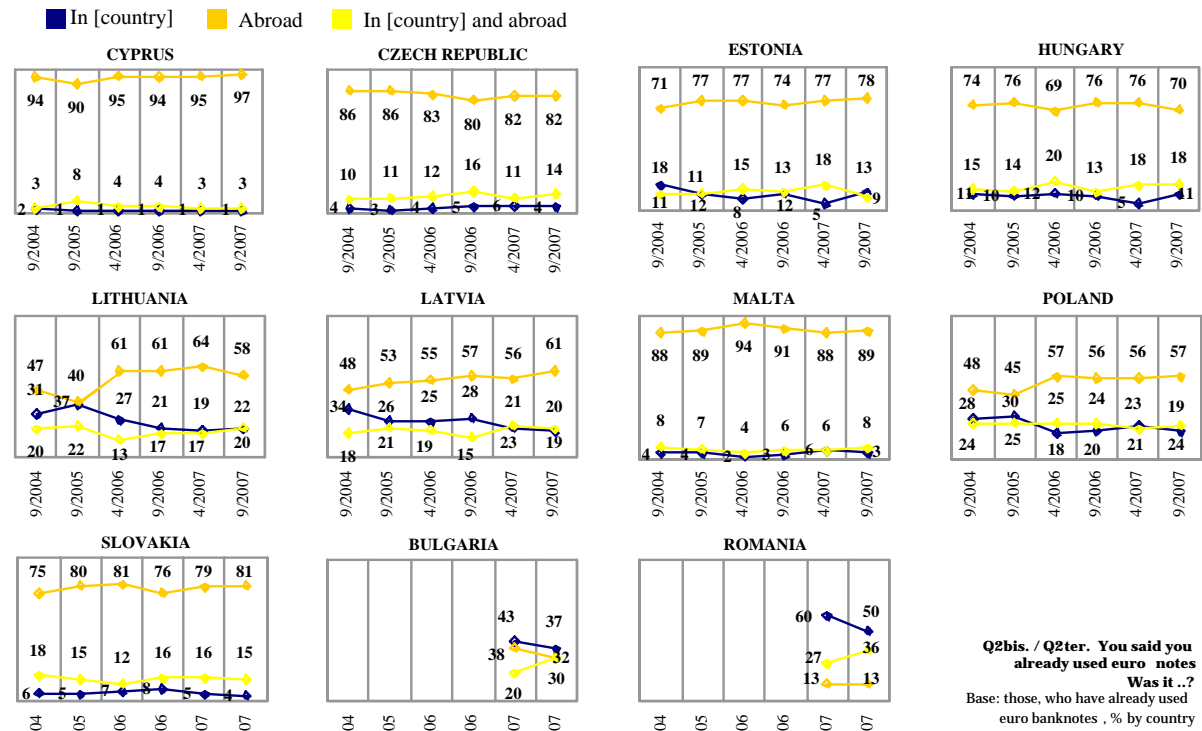 In [country] Abroad In [country] and abroad
CYPRUS
94 90 95 94 95 97
3 8 4 4 3 3
2 1 1 1 1 1
9/2004 9/2005 4/2006 9/2006 4/2007 9/2007
CZECH REPUBLIC
86 86 83 80 82 82
10 11 12 16 11 14
4 3 4 5 6 4
9/2004 9/2005 4/2006 9/2006 4/2007 9/2007
ESTONIA
71 77 77 74 77 78
18 11 15 13 18 13
11 12 8 12 5 9
9/2004 9/2005 4/2006 9/2006 4/2007 9/2007
HUNGARY
74 76 69 76 76 70
15 14 20 13 18 18
11 10 12 10 5 11
9/2004 9/2005 4/2006 9/2006 4/2007 9/2007
LITHUANIA
47 40 61 61 64 58
31 37 27 21 19 22
20 22 13 17 17 20
9/2004 9/2005 4/2006 9/2006 4/2007 9/2007
LATVIA
48 53 55 57 56 61
34 26 25 28 21 20
18 21 19 15 23 19
9/2004 9/2005 4/2006 9/2006 4/2007 9/2007
MALTA
88 89 94 91 88 89
8 7 4 6 6 8
4 4 2 3 6 3
9/2004 9/2005 4/2006 9/2006 4/2007 9/2007
POLAND
48 45 57 56 56 57
28 30 25 24 23 19
24 25 18 20 21 24
9/2004 9/2005 4/2006 9/2006 4/2007 9/2007
SLOVAKIA
75 80 81 76 79 81
18 15 12 16 16 15
6 5 7 8 5 4
04 05 06 06 07 07
BULGARIA
43 37
38 32
20 30
07 07
ROMANIA
60 50
27 36
13 13
07 07
Q2bis. / Q2ter. You said you
already used euro notes
Was it ..?
Base: those, who have already used
euro banknotes , % by country